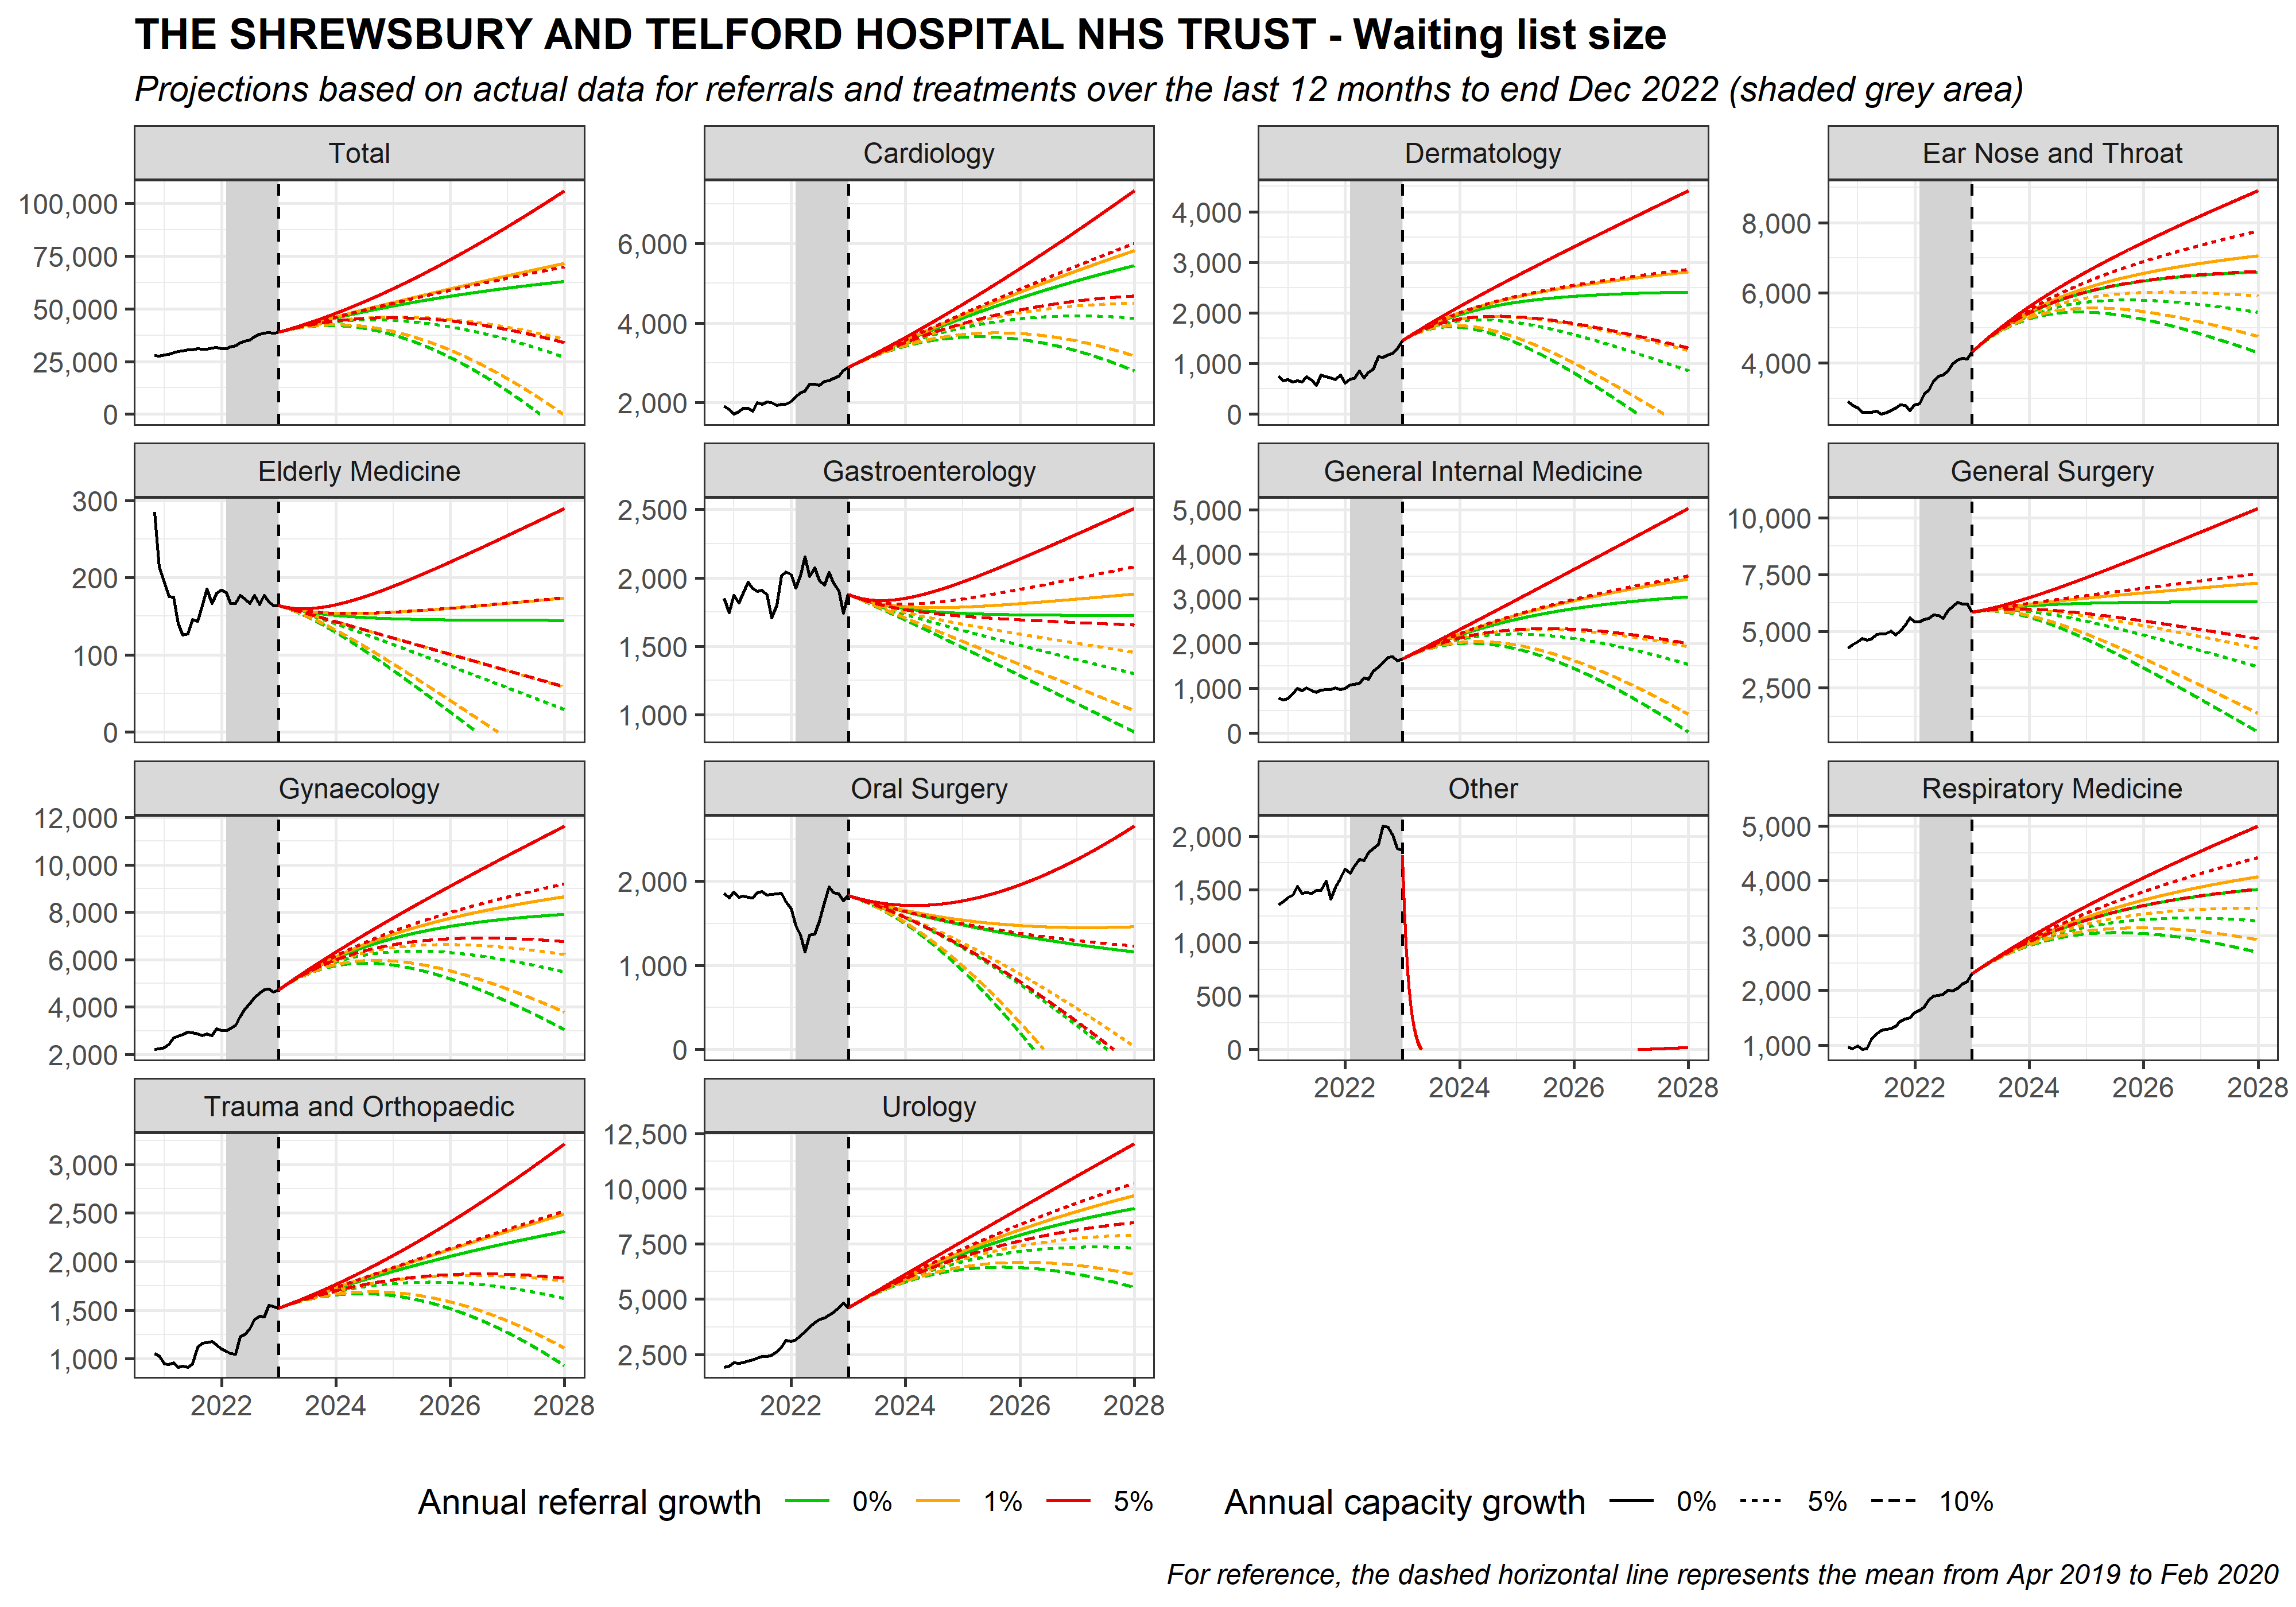 THE SHREWSBURY AND TELFORD HOSPITAL NHS TRUST - Waiting list size
Projections based on actual data for referrals and treatments over the last 12 months to end Dec 2022 (shaded grey area)
Total
100,000
75,000
50,000
25,000
0
Cardiology
6,000
4,000
2,000
Dermatology
4,000
3,000
2,000
1,000
0
Ear Nose and Throat
8,000
6,000
4,000
Elderly Medicine
300
200
100
0
Gastroenterology
2,500
2,000
1,500
1,000
General Internal Medicine
5,000
4,000
3,000
2,000
1,000
0
General Surgery
10,000
7,500
5,000
2,500
Gynaecology
12,000
10,000
8,000
6,000
4,000
2,000
Oral Surgery
2,000
1,000
0
Other
2,000
1,500
1,000
500
0
2022 2024 2026 2028
Respiratory Medicine
5,000
4,000
3,000
2,000
1,000
2022 2024 2026 2028
Trauma and Orthopaedic
3,000
2,500
2,000
1,500
1,000
2022 2024 2026 2028
Urology
12,500
10,000
7,500
5,000
2,500
2022 2024 2026 2028
Annual referral growth 0% 1% 5% Annual capacity growth 0% 5% 10%
For reference, the dashed horizontal line represents the mean from Apr 2019 to Feb 2020